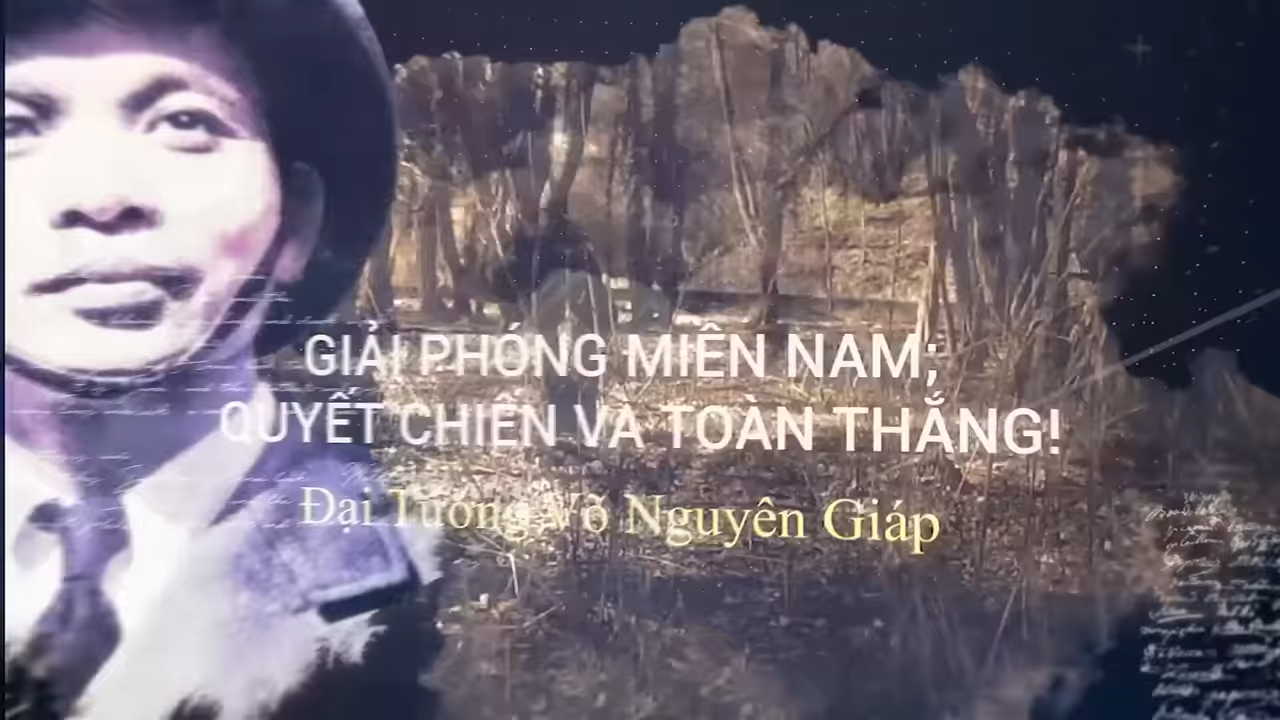 GIẢI PHÓNG MIỀN NAM;
QUYẾT CHIẾN VÀ TOÀN THẮNG!
Đại Tướng Võ Nguyên Giáp